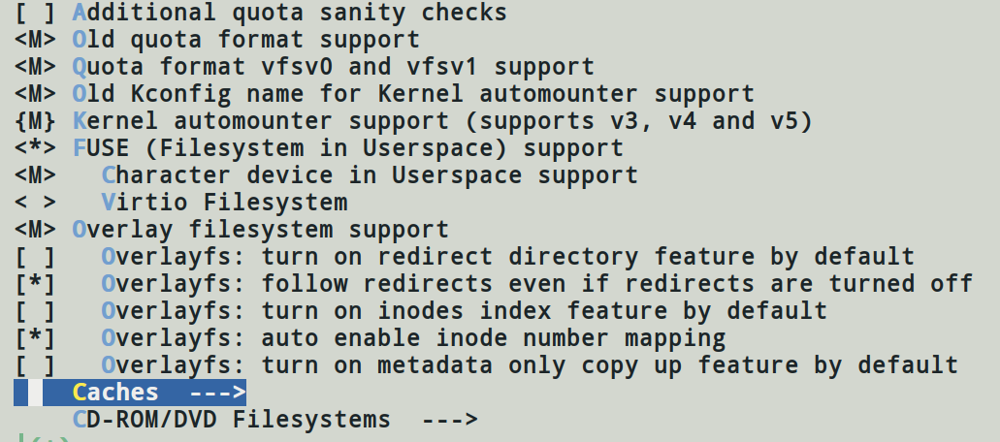 [ ] Additional quota sanity checks
<M> Old quota format support
<M> Quota format vfsv0 and vfsv1 support
<M> Old Kconfig name for Kernel automounter support
{M} Kernel automounter support (supports v3, v4 and v5)
<*> FUSE (Filesystem in Userspace) support
<M>   Character device in Userspace support
< >   Virtio Filesystem
<M> Overlay filesystem support
[ ]   Overlayfs: turn on redirect directory feature by default
[*]   Overlayfs: follow redirects even if redirects are turned off
[ ]   Overlayfs: turn on inodes index feature by default
[*]   Overlayfs: auto enable inode number mapping
[ ]   Overlayfs: turn on metadata only copy up feature by default
    Caches  --->
    CD-ROM/DVD Filesystems  --->